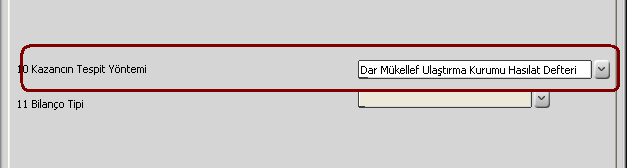 10 Kazancın Tespit Yöntemi Dar Mükellef Ulaştırma Kurumu Hasılat Defteri
11 Bilanço Tipi